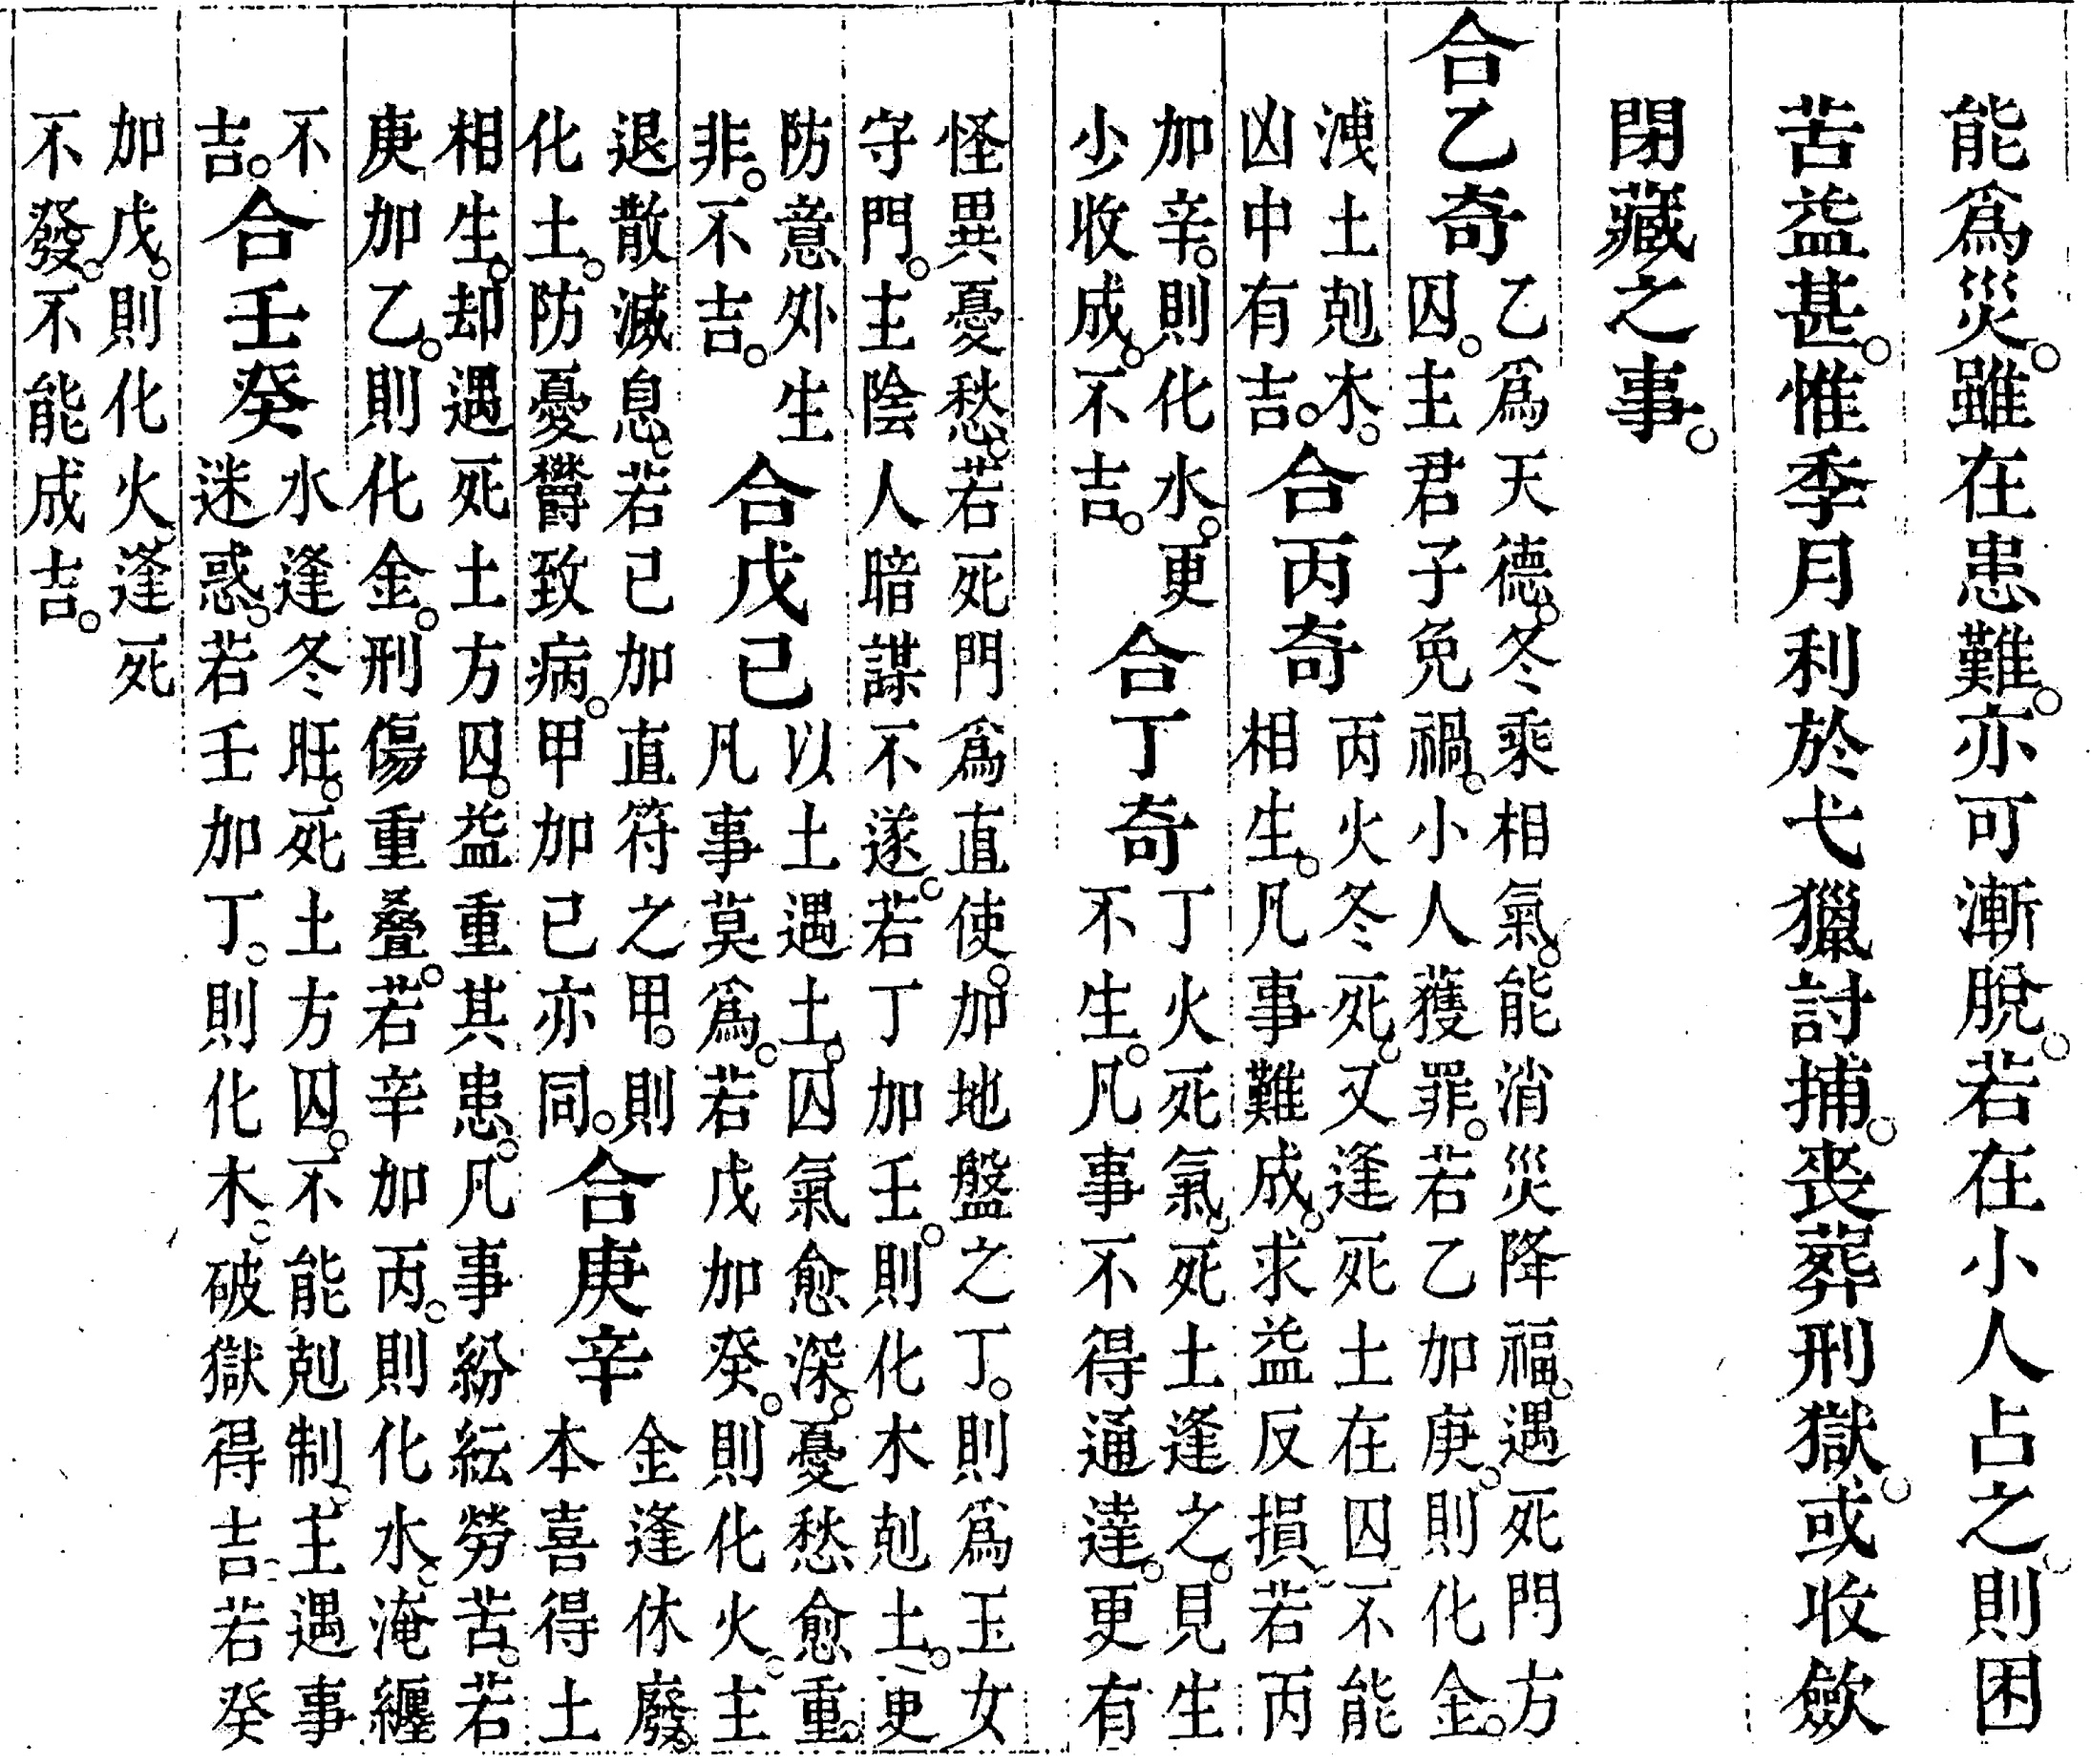 能爲災。雖在患難。亦可漸脫。若在小人占之。則困
苦益甚。惟季月利於弋獵討捕。喪葬刑獄。或收歛
閉藏之事。
合乙奇
乙爲天德。冬乘相氣。能消災降福。遇死門方
囚。主君子免禍。小人獲罪。若乙加庚。則化金。
洩土剋木。
凶中有吉。
合丙奇
丙火冬死。又逢死土在囚。不能
相生。凡事難成。求益反損。若丙
加辛。則化水。更
少收成。不吉。
合丁奇
丁火死氣。死土逢之。見生
不生。凡事不得通達。更有
怪異憂愁。若死門爲直使。加地盤之丁。則爲玉女
守門。主陰人暗謀不遂。若丁加壬。則化木剋土。更
防意外生
非。不吉。
合戊己
以土遇土。囚氣愈深。憂愁愈重。
凡事莫爲。若戊加癸。則化火。主
退散滅息。若己加直符之甲。則
化土。防憂鬱致病。甲加己亦同。
合庚辛
金逢休廢。
本喜得土
相生。却遇死土方囚。益重其患。凡事紛紜勞苦。若
庚加乙。則化金。刑傷重叠。若辛加丙。則化水。淹纏
不
吉。
合壬癸
水逢冬旺。死土方囚。不能剋制。主遇事
迷惑。若壬加丁。則化木。破獄得吉。若癸
加戊。則化火。逢死
不發。不能成吉。